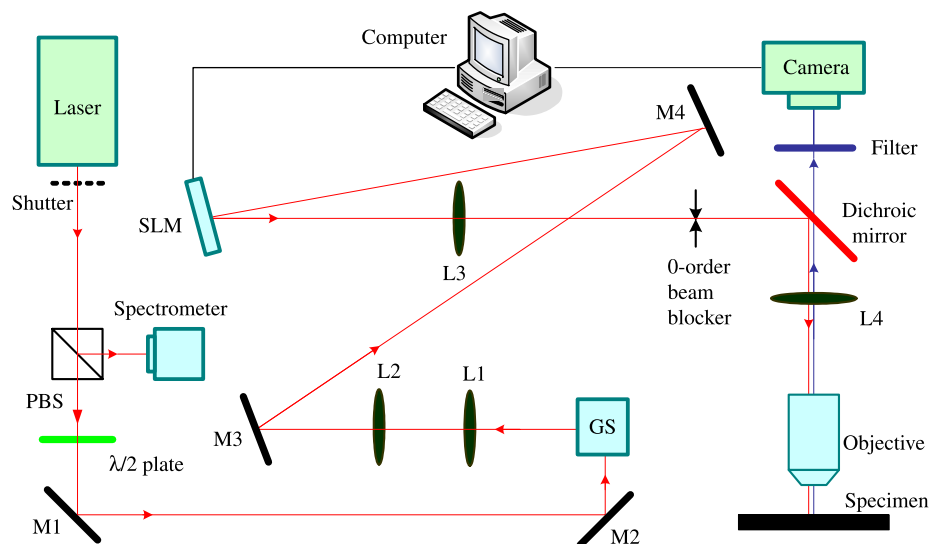 Computer
Laser
Camera
M4
Filter
Shutter
SLM
Dichroic
mirror
L3
0-order
beam
blocker
Spectrometer
L4
PBS
L2
L1
M3
GS
Objective
λ/2 plate
Specimen
M1
M2